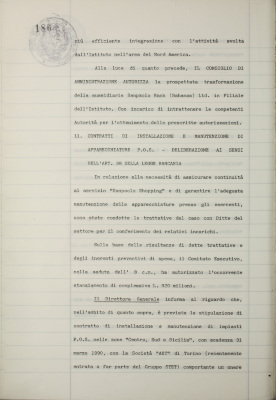 186
più efficiente integrazione con l'attività svolta
dall'Istituto nell'area del Nord America.
Alla luce di quanto precede, IL CONSIGLIO DI
AMMINISTRAZIONE AUTORIZZA la prospettata trasformazione
della sussidiaria Sanpaolo Bank (Bahamas) Ltd. in Filiale
dell'Istituto. Con incarico di intrattenere le competenti
Autorità per l'ottenimento delle prescritte autorizzazioni.
CONTRATTI DI INSTALLAZIONE E MANUTENZIONE DI
APPARECCHIATURE P.O.S. - DELIBERAZIONE AI SENSI
DELL'ART. DELLA LEGGE BANCARIA
In relazione alla necessità di assicurare continuità
al servizio "Sanpaolo Shopping" e di garantire l'adeguata
manutenzione delle apparecchiature presso gli esercenti,
sono state condotte le trattative del caso con Ditte del
settore per il conferimento dei relativi incarichi.
Sulla base delle risultanze di dette trattative e
degli introiti preventivi di spesa, il Comitato Esecutivo,
nella seduta dell' 8 c.m., ha autorizzato l'occorrente
stanziamento di complessive L. 930 milioni.
Il Direttore Generale informa al riguardo che,
nell'ambito di quanto sopra, è prevista la stipulazione di
contratto di installazione e manutenzione di impianti
P.O.S. nelle zone "Centro, Sud e Sicilia", con scadenza di
marzo 1990, con la Società "AET" di Torino (recentemente
entrata a far parte del Gruppo STET) comportante un onere